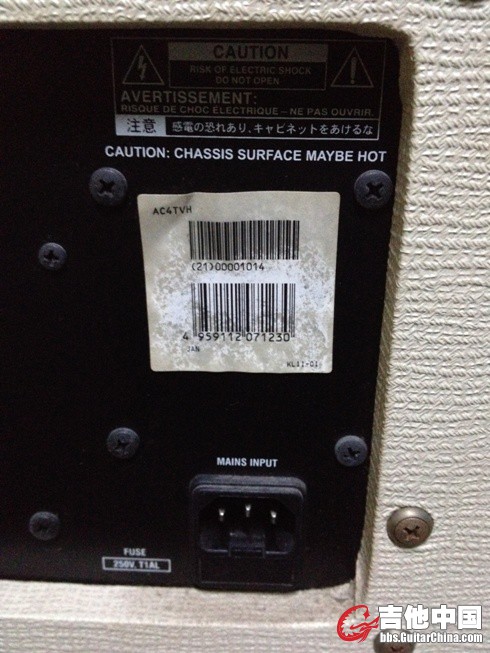 CAUTION
RISK OF ELECTRIC SHOCK
DO NOT OPEN
AVERTISSEMENT:
RISQUE DE CHOC ELECTRIQUE – NE PAS OUVRIR.
注意 感電の恐れあり、キャビネットをあけるな
CAUTION: CHASSIS SURFACE MAYBE HOT
AC4TVH
(21)00001014
4 959112 071230
JAN
KL11-01
MAINS INPUT
FUSE
250V, T1AL
吉他中国
bbs.GuitarChina.com